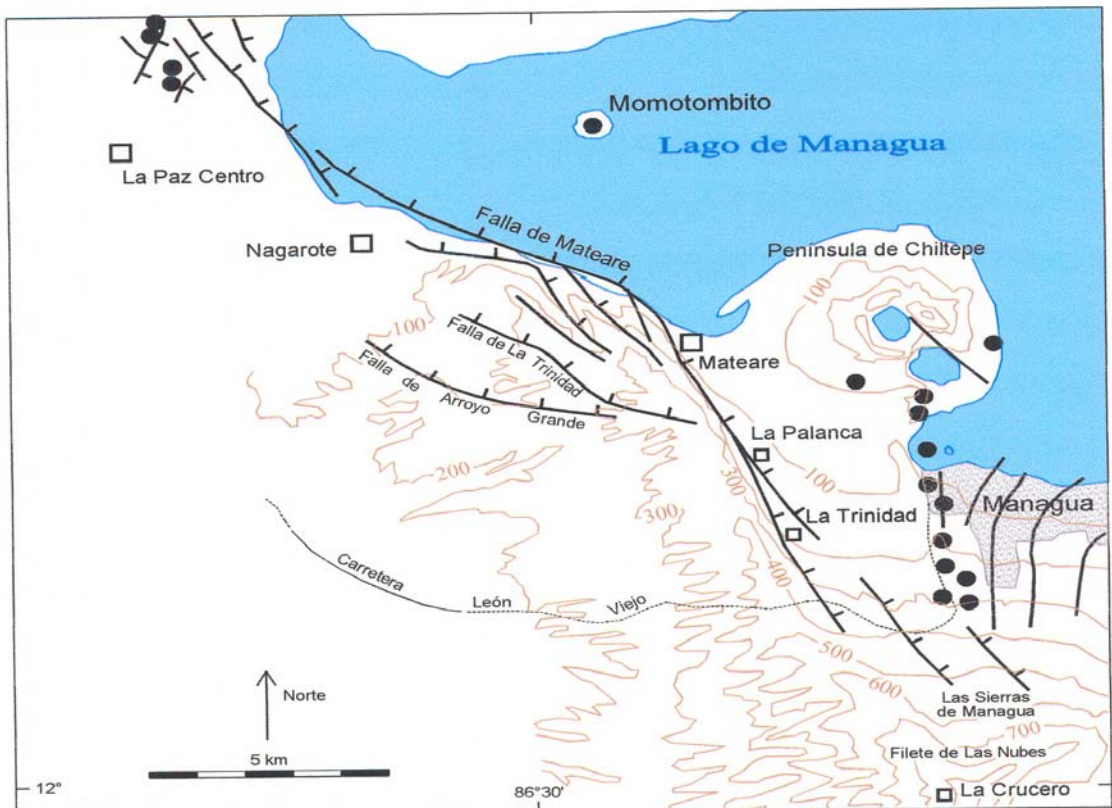 Momotombito
Lago de Managua
La Paz Centro
Nagarote
Falla de Mateare
Península de Chiltepe
100
100
Falla de La Trinidad
Mateare
Falla de Arroyo Grande
La Palanca
200
300
100
Managua
300
La Trinidad
400
Carretera León Viejo
500
600
Norte
Las Sierras
de Managua
700
5 km
Filete de Las Nubes
12°
86°30'
La Crucero